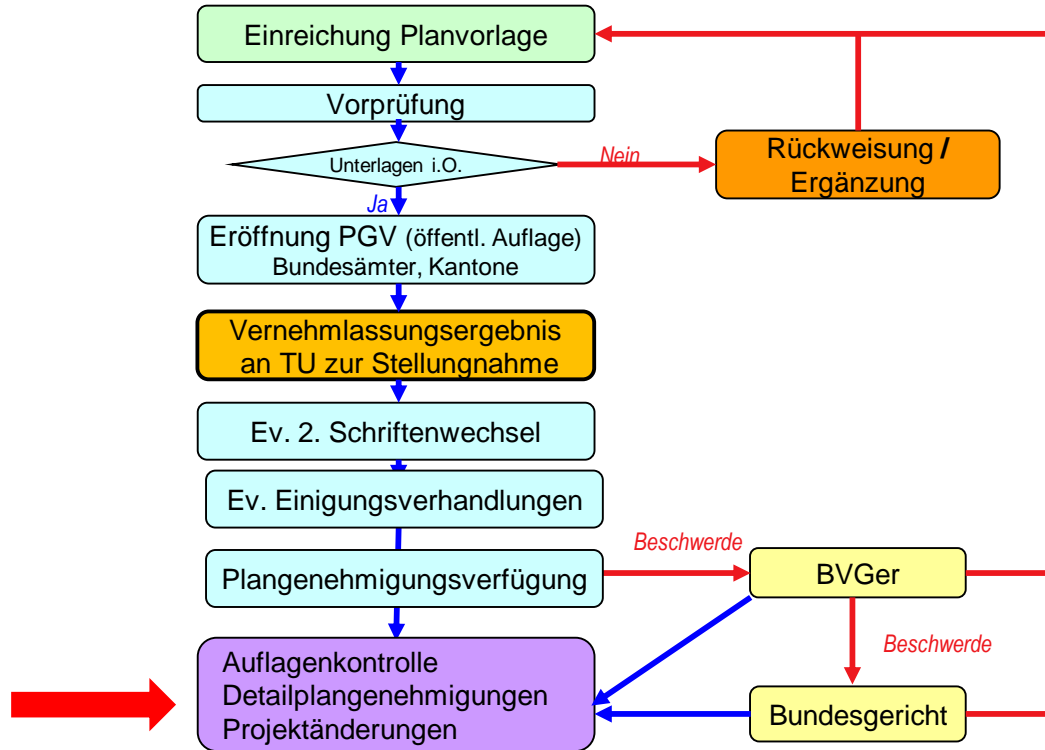 Einreichung Planvorlage
Vorprüfung
Unterlagen i.O.
Nein
Rückweisung /
Ergänzung
Ja
Eröffnung PGV (öffentl. Auflage)
Bundesämter, Kantone
Vernehmlassungsergebnis
an TU zur Stellungnahme
Ev. 2. Schriftenwechsel
Ev. Einigungsverhandlungen
Plangenehmigungsverfügung
Beschwerde
BVGer
Beschwerde
Auflagenkontrolle
Detailplangenehmigungen
Projektänderungen
Bundesgericht